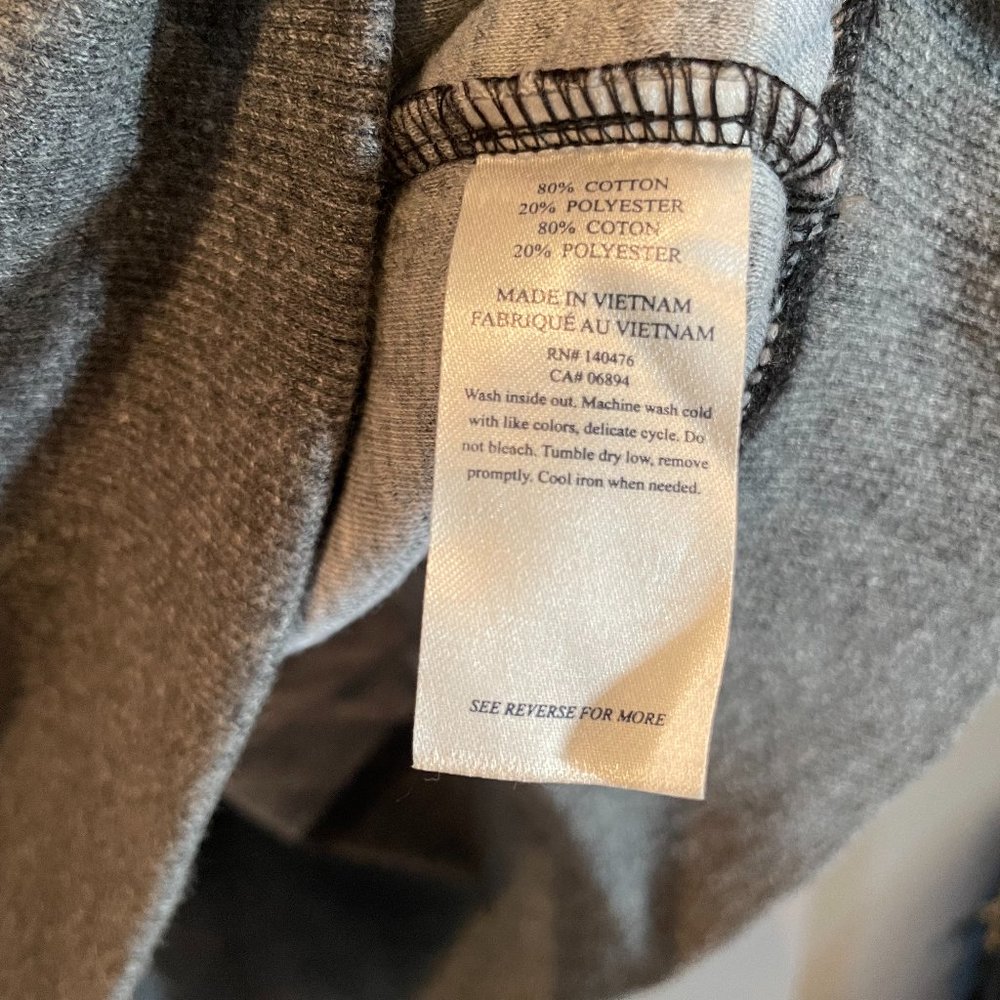 80% COTTON
20% POLYESTER
80% COTON
20% POLYESTER
MADE IN VIETNAM
FABRIQUÉ AU VIETNAM
RN# 140476
CA# 06894
Wash inside out. Machine wash cold
with like colors, delicate cycle. Do
not bleach. Tumble dry low, remove
promptly. Cool iron when needed.
SEE REVERSE FOR MORE